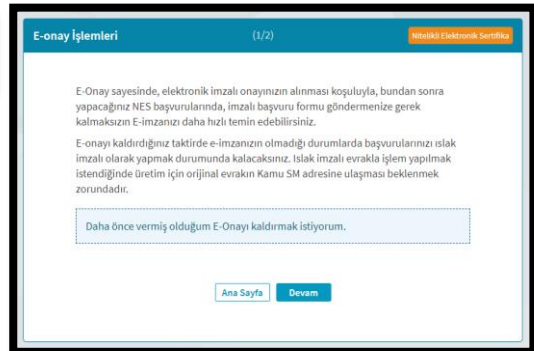 E-onay İşlemleri
(1/2)
Nitelikli Elektronik Sertifika
E-Onay sayesinde, elektronik imzalı onayınızın alınması koşuluyla, bundan sonra
yapacağınız NES başvurularında, imzalı başvuru formu göndermenize gerek
kalmaksızın E-imzanızı daha hızlı temin edebilirsiniz.
E-onayı kaldırdığınız taktirde e-imzanızın olmadığı durumlarda başvurularınızı ıslak
imzalı olarak yapmak durumunda kalacaksınız. Islak imzalı evrakla işlem yapılmak
istendiğinde üretim için orijinal evrakın Kamu SM adresine ulaşması beklenmek
zorundadır.
Daha önce vermiş olduğum E-Onayı kaldırmak istiyorum.
Ana Sayfa
Devam